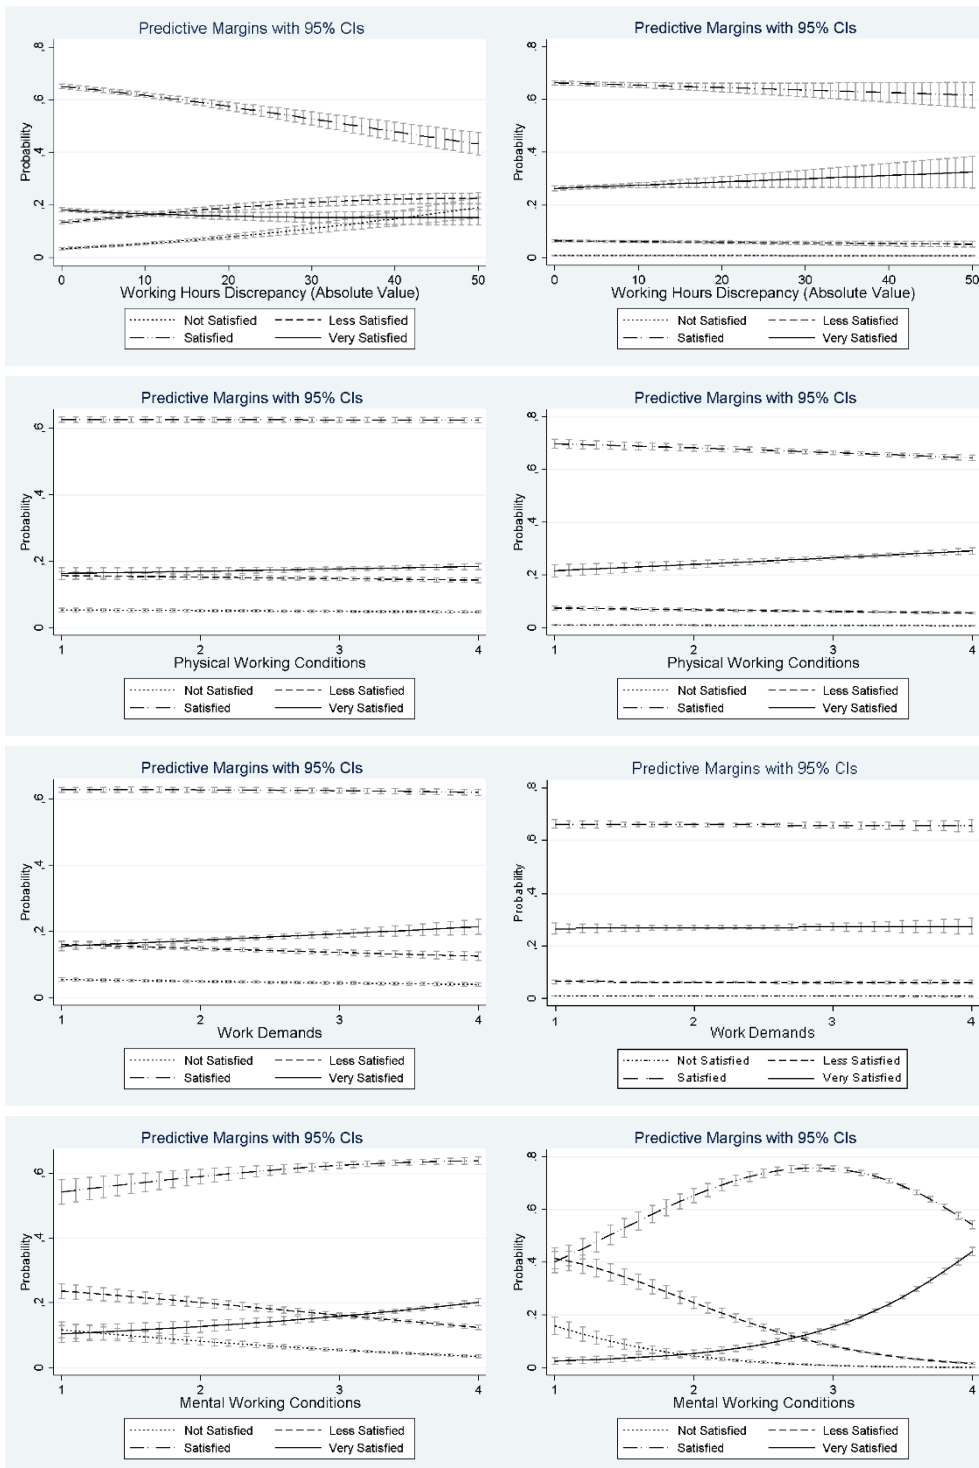 Predictive Margins with 95% CIs
,8
,6
,4
,2
0
Probability
0 10 20 30 40 50
Working Hours Discrepancy (Absolute Value)
Not Satisfied Less Satisfied
Satisfied Very Satisfied
Predictive Margins with 95% CIs
,8
,6
,4
,2
0
Probability
0 10 20 30 40 50
Working Hours Discrepancy (Absolute Value)
Not Satisfied Less Satisfied
Satisfied Very Satisfied
Predictive Margins with 95% CIs
,6
,4
,2
0
Probability
1 2 3 4
Physical Working Conditions
Not Satisfied Less Satisfied
Satisfied Very Satisfied
Predictive Margins with 95% CIs
,8
,6
,4
,2
0
Probability
1 2 3 4
Physical Working Conditions
Not Satisfied Less Satisfied
Satisfied Very Satisfied
Predictive Margins with 95% CIs
,6
,4
,2
0
Probability
1 2 3 4
Work Demands
Not Satisfied Less Satisfied
Satisfied Very Satisfied
Predictive Margins with 95% CIs
,8
,6
,4
,2
0
Probability
1 2 3 4
Work Demands
Not Satisfied Less Satisfied
Satisfied Very Satisfied
Predictive Margins with 95% CIs
,6
,4
,2
0
Probability
1 2 3 4
Mental Working Conditions
Not Satisfied Less Satisfied
Satisfied Very Satisfied
Predictive Margins with 95% CIs
,8
,6
,4
,2
0
Probability
1 2 3 4
Mental Working Conditions
Not Satisfied Less Satisfied
Satisfied Very Satisfied